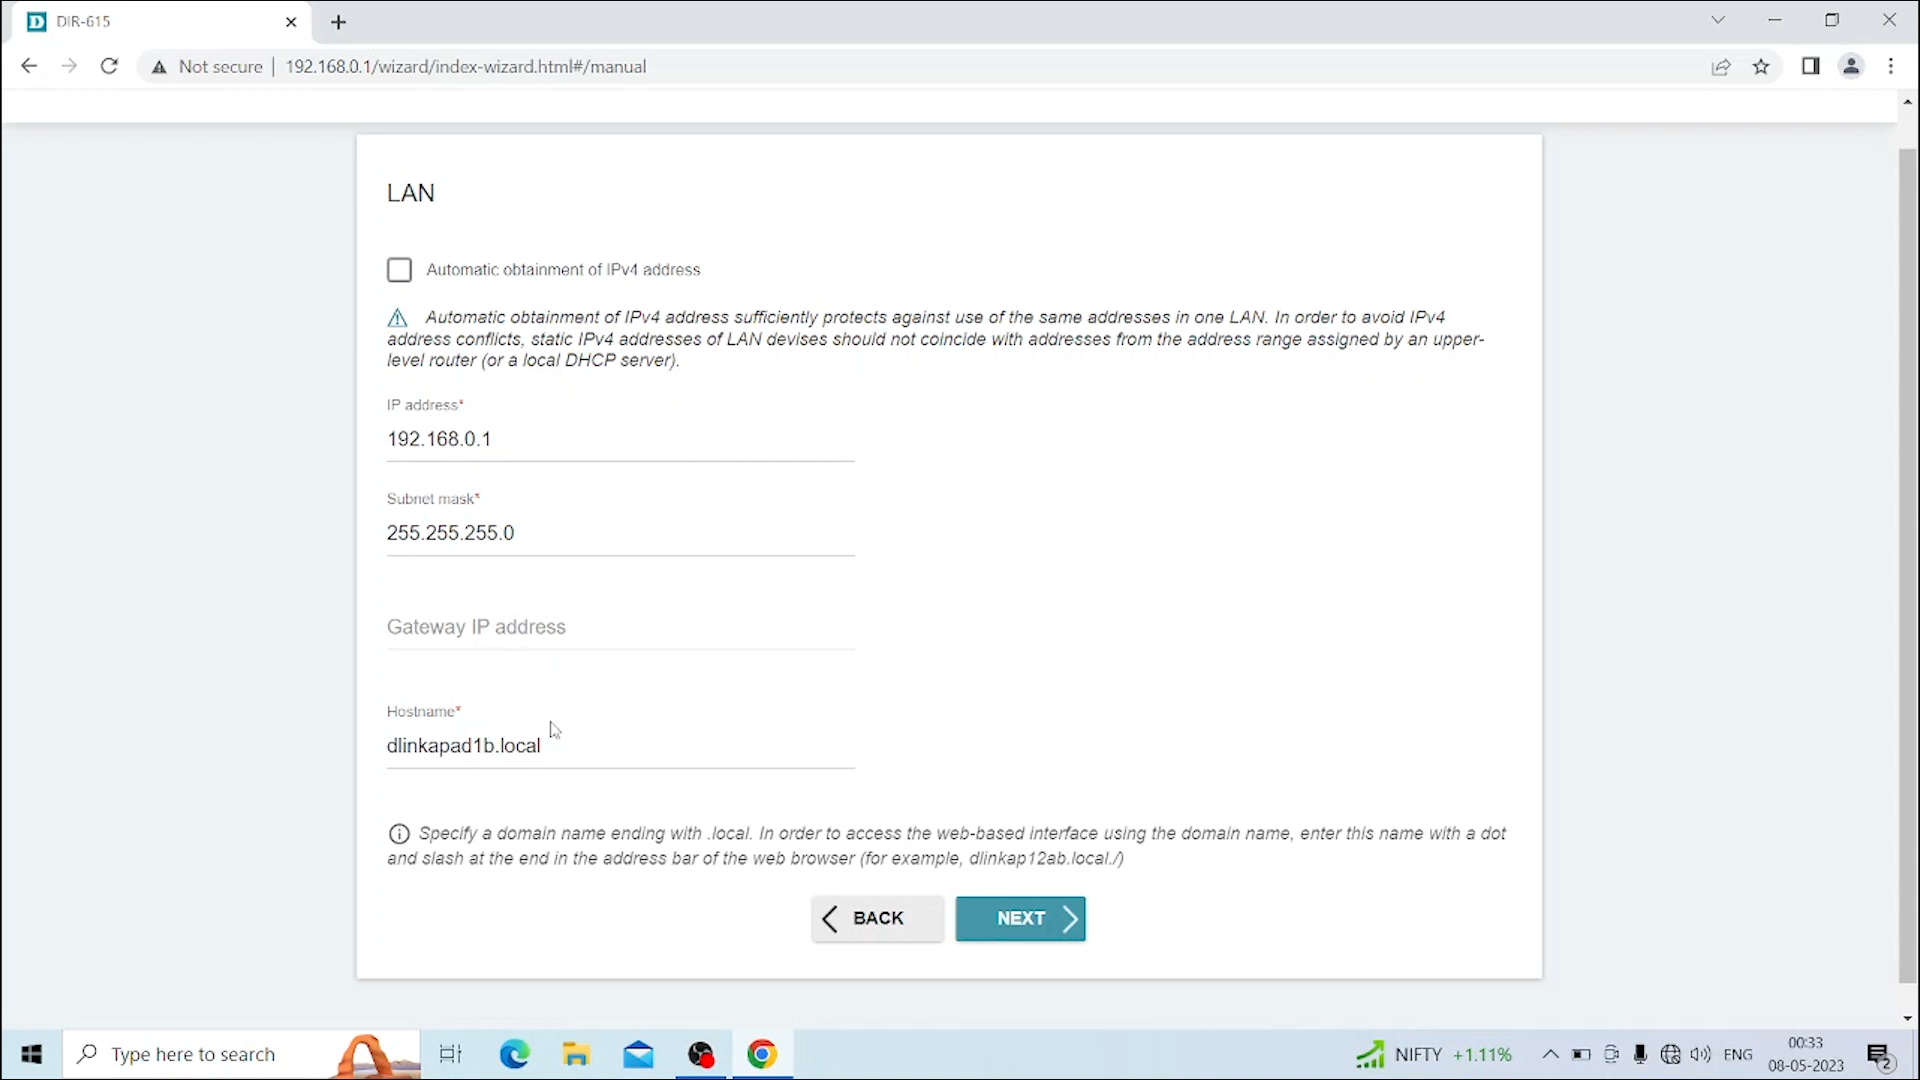 DIR-615
Not secure 192.168.0.1/wizard/index-wizard.html#/manual
LAN
Automatic obtainment of IPv4 address
Automatic obtainment of IPv4 address sufficiently protects against use of the same addresses in one LAN. In order to avoid IPv4
address conflicts, static IPv4 addresses of LAN devises should not coincide with addresses from the address range assigned by an upper-
level router (or a local DHCP server).
IP address*
192.168.0.1
Subnet mask*
255.255.255.0
Gateway IP address
Hostname*
dlinkapad1b.local
Specify a domain name ending with .local. In order to access the web-based interface using the domain name, enter this name with a dot
and slash at the end in the address bar of the web browser (for example, dlinkap12ab.local./)
BACK NEXT
Type here to search
NIFTY +1.11%
ENG
00:33
08-05-2023
2